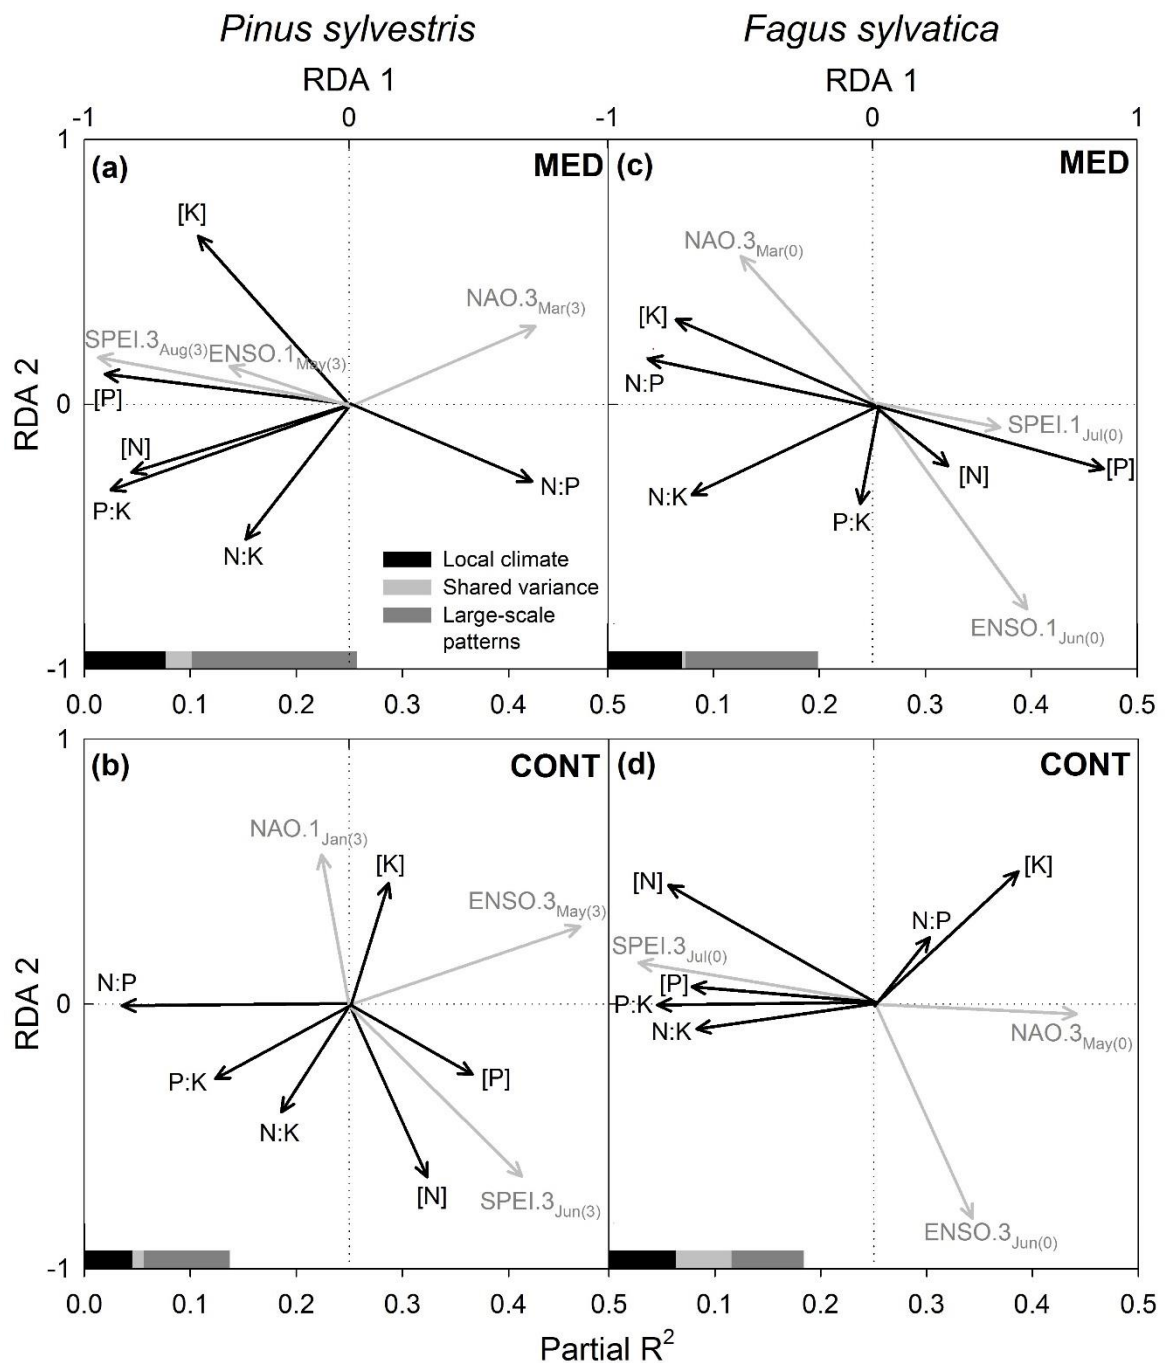 Pinus sylvestris Fagus sylvatica
RDA 1 RDA 1
-1 0 -1 0 1
1
(a) MED (c) MED
[K]
NAO.3Mar(0)
NAO.3Mar(3)
[K]
SPEI.3Aug(3) ENSO.1May(3)
N:P
RDA 2
0
[P]
SPEI.1Jul(0)
[N]
[N] [P]
P:K N:P
N:K P:K
N:K
Local climate
Shared variance
Large-scale
patterns
ENSO.1Jun(0)
-1
0.0 0.1 0.2 0.3 0.4 0.5 0.1 0.2 0.3 0.4 0.5
1
(b) CONT (d) CONT
NAO.1Jan(3)
[K]
[K]
[N]
ENSO.3May(3)
N:P
SPEI.3Jul(0)
N:P
[P]
RDA 2
0
P:K
N:K
NAO.3May(0)
P:K [P]
N:K
[N] SPEI.3Jun(3)
ENSO.3Jun(0)
-1
0.0 0.1 0.2 0.3 0.4 0.5 0.1 0.2 0.3 0.4 0.5
Partial R²